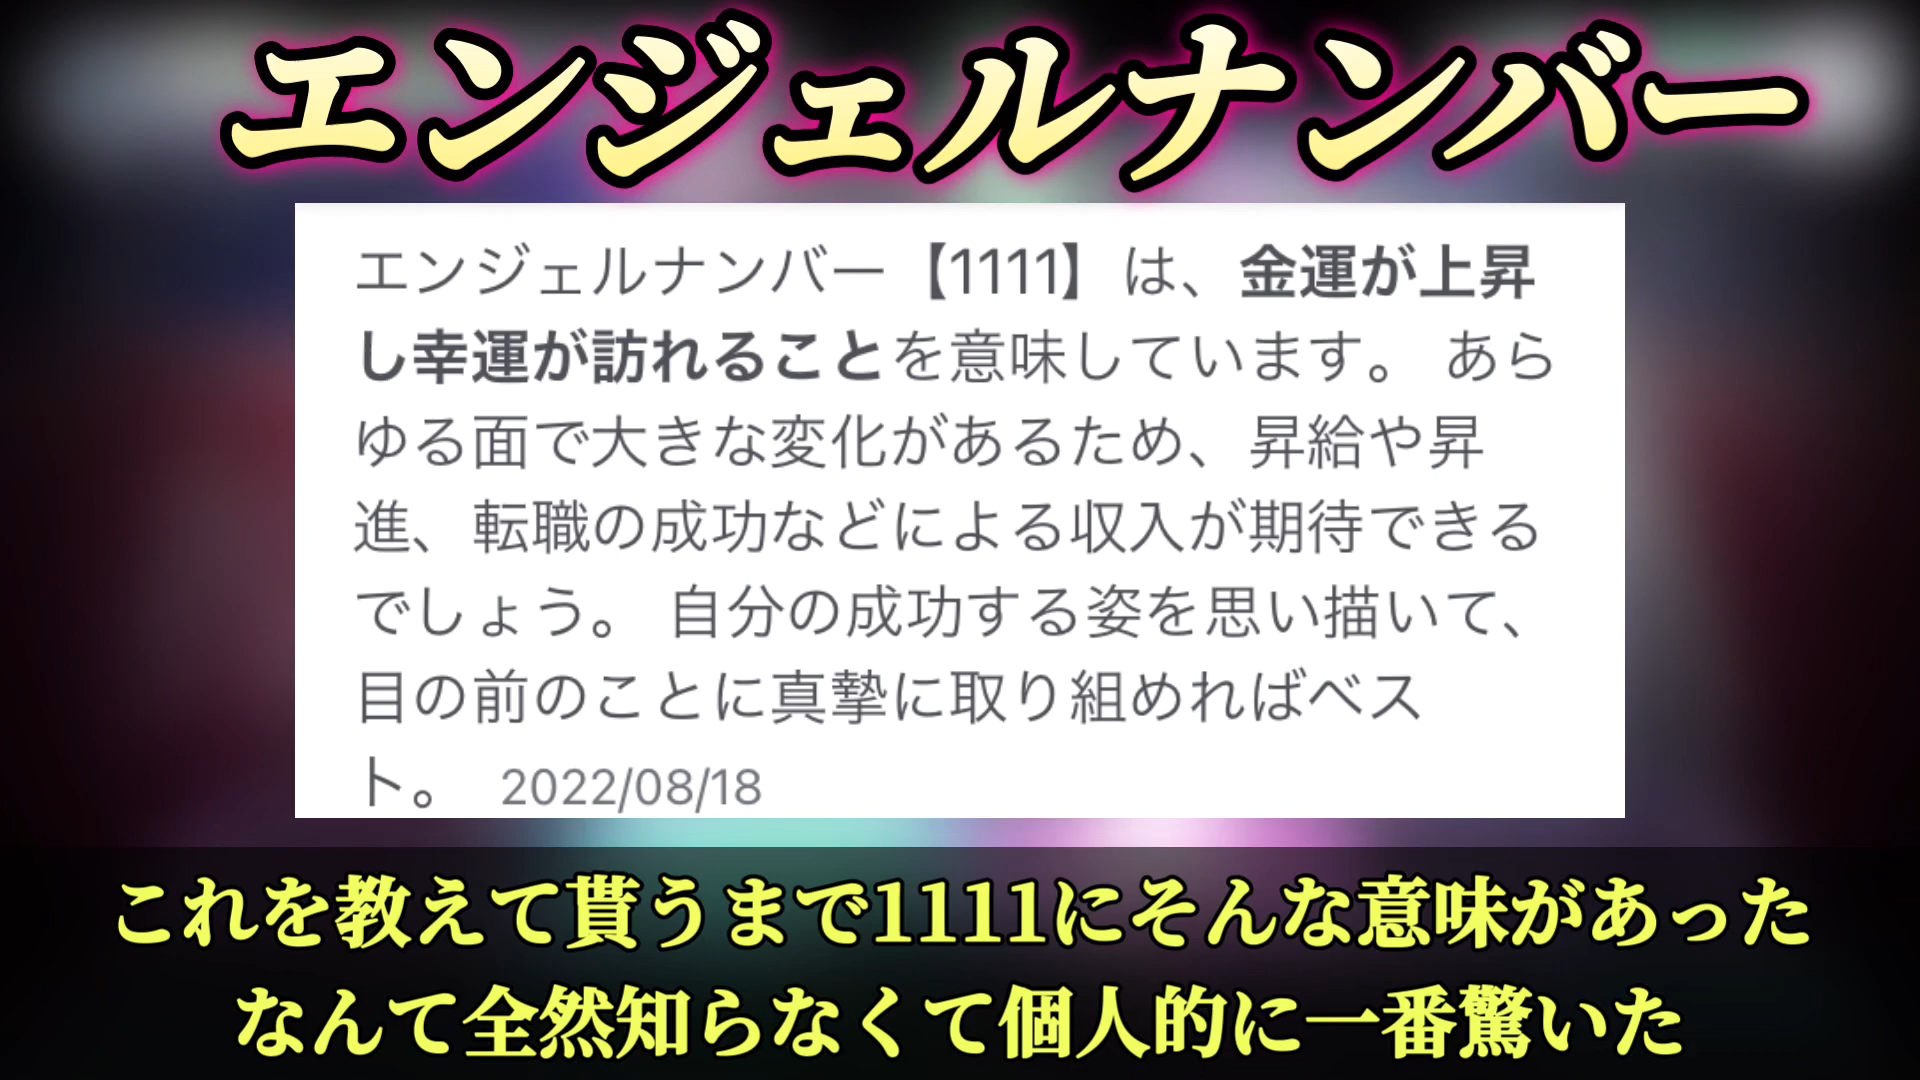 エンジェルナンバー
エンジェルナンバー【1111】は、金運が上昇
し幸運が訪れることを意味しています。 あら
ゆる面で大きな変化があるため、昇給や昇
進、転職の成功などによる収入が期待できる
でしょう。 自分の成功する姿を思い描いて、
目の前のことに真摯に取り組めればベス
ト。 2022/08/18
これを教えて貰うまで1111にそんな意味があった
なんて全然知らなくて個人的に一番驚いた